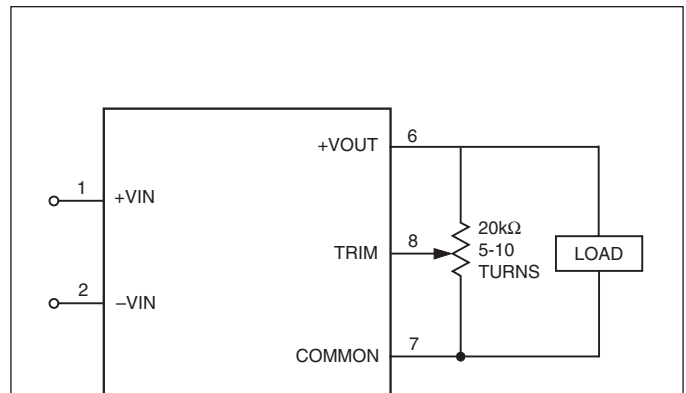 +VOUT 6
1 +VIN
TRIM 8
20kΩ
5-10
TURNS
LOAD
2 –VIN
COMMON 7